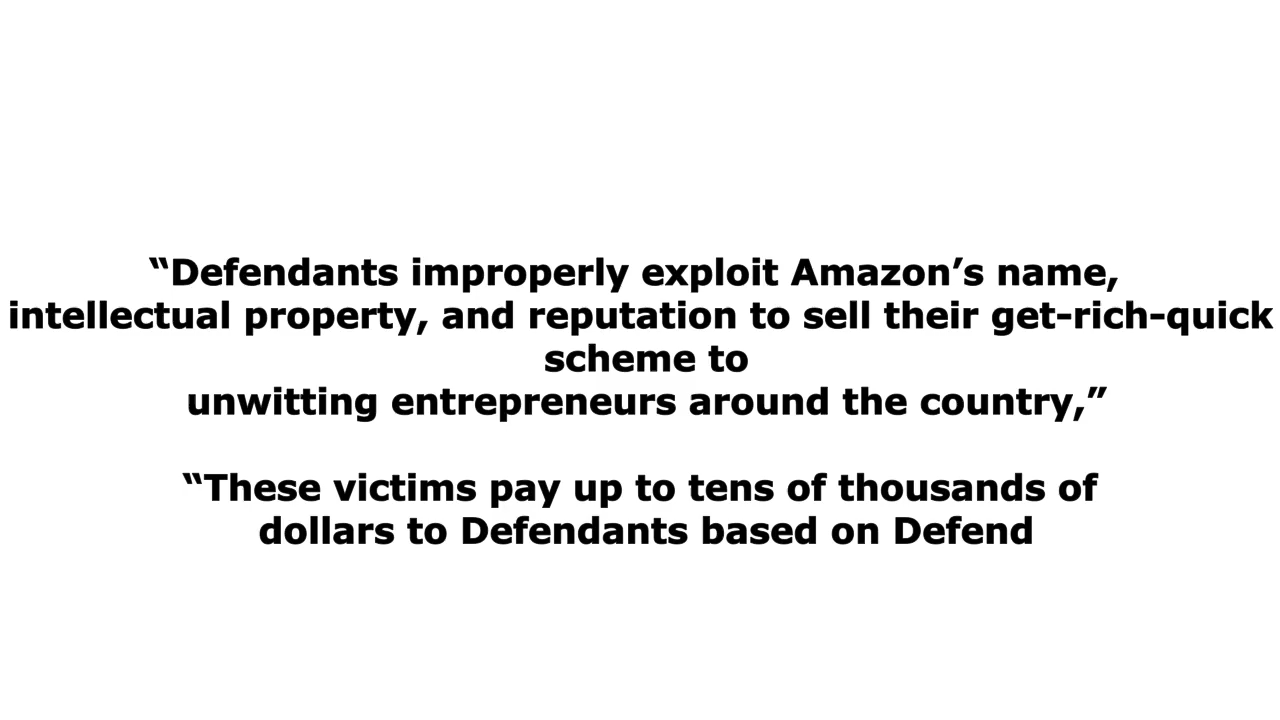 “Defendants improperly exploit Amazon’s name,
intellectual property, and reputation to sell their get-rich-quick
scheme to
unwitting entrepreneurs around the country,”
“These victims pay up to tens of thousands of
dollars to Defendants based on Defend